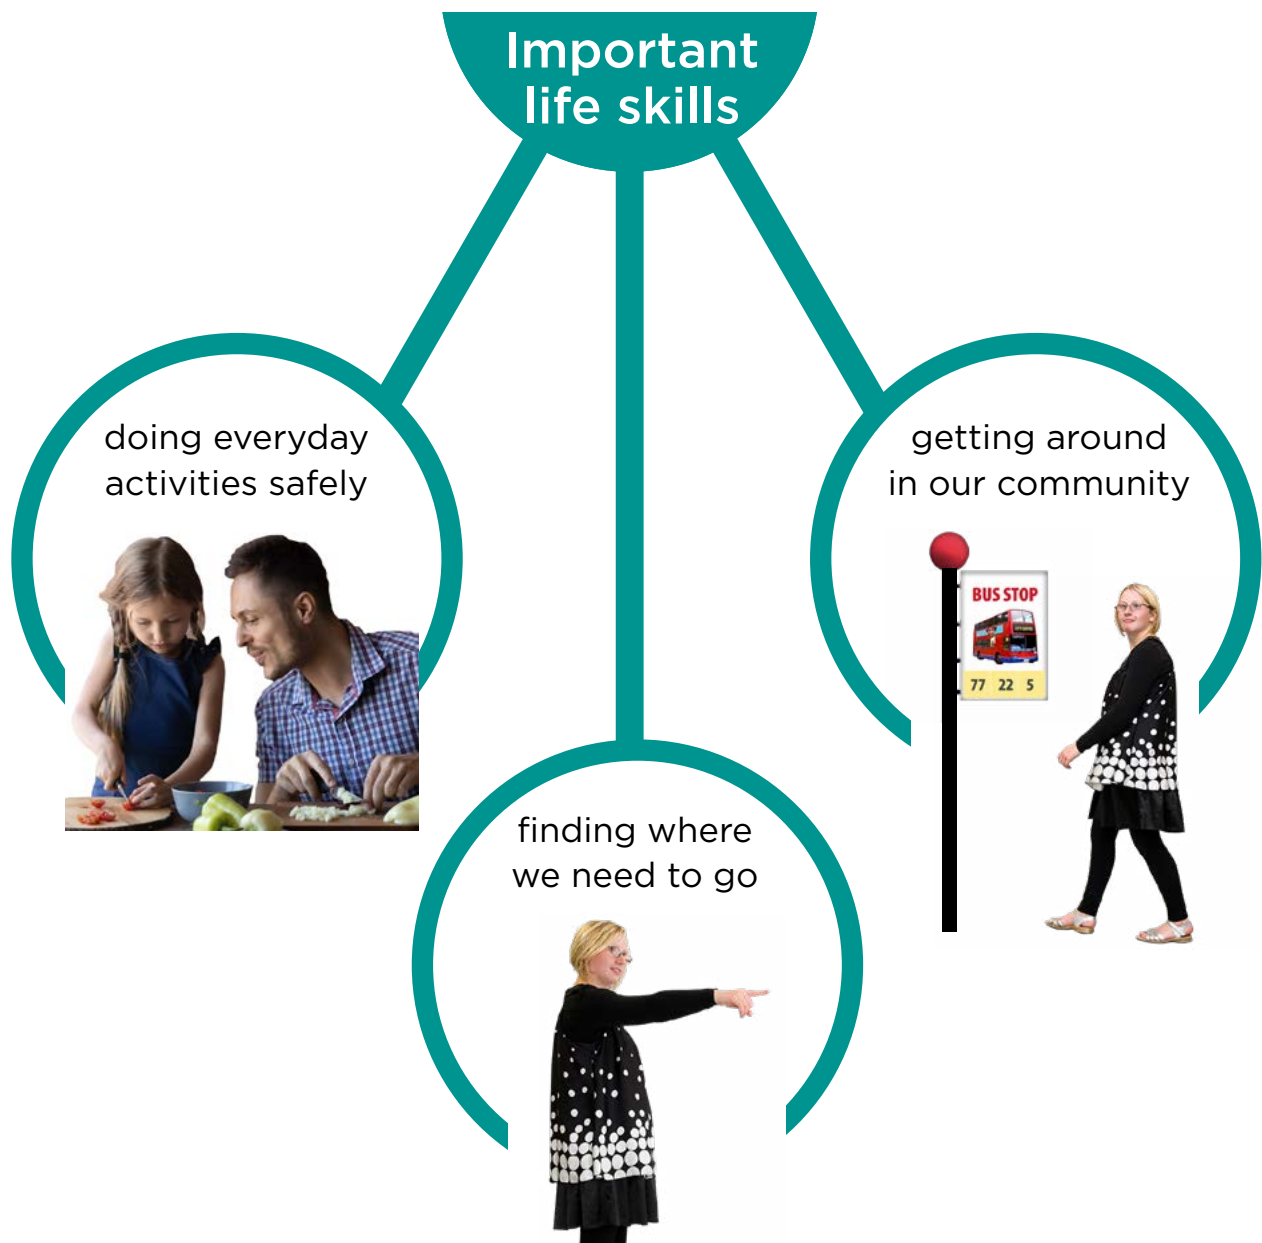 Important
life skills
doing everyday
activities safely
getting around
in our community
BUS STOP
77 22 5
finding where
we need to go